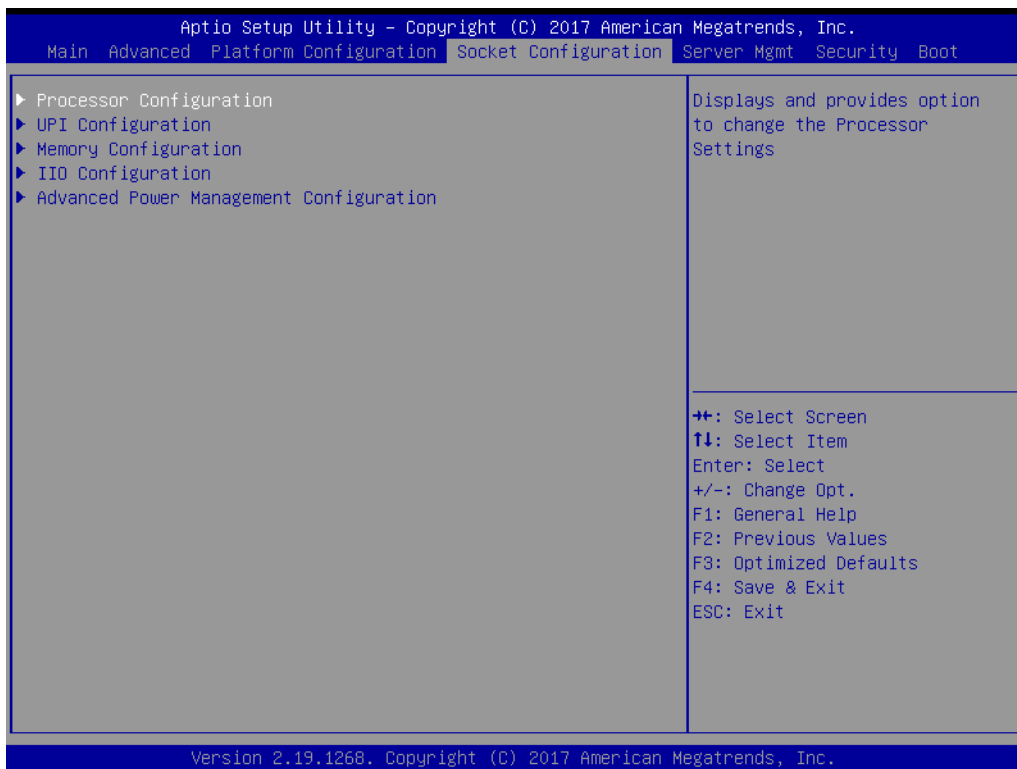 Aptio Setup Utility – Copyright (C) 2017 American Megatrends, Inc.
Main Advanced Platform Configuration Socket Configuration Server Mgmt Security Boot
▶ Processor Configuration
▶ UPI Configuration
▶ Memory Configuration
▶ IIO Configuration
▶ Advanced Power Management Configuration
Displays and provides option
to change the Processor
Settings
→←: Select Screen
↑↓: Select Item
Enter: Select
+/-: Change Opt.
F1: General Help
F2: Previous Values
F3: Optimized Defaults
F4: Save & Exit
ESC: Exit
Version 2.19.1268. Copyright (C) 2017 American Megatrends, Inc.